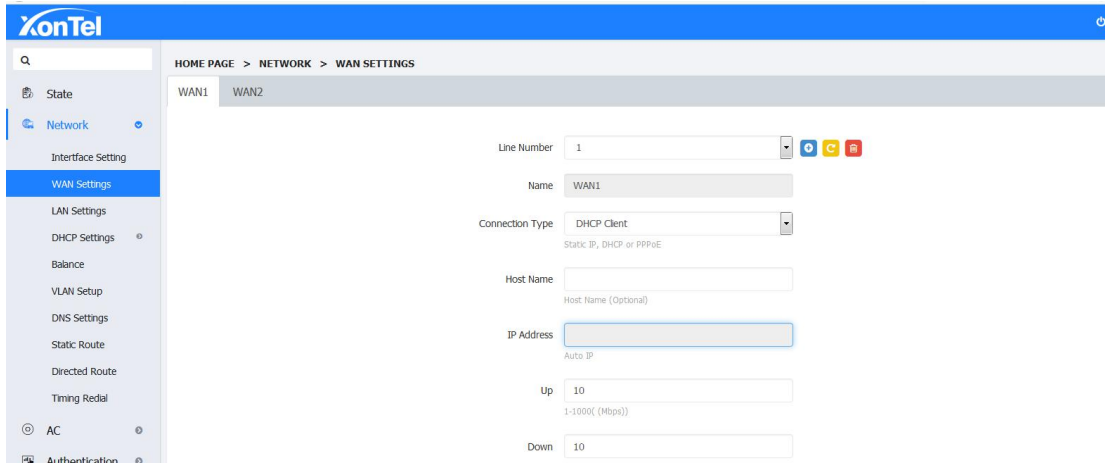 XonTel
HOME PAGE > NETWORK > WAN SETTINGS
State
Network
Intertface Setting
WAN Settings
LAN Settings
DHCP Settings
Balance
VLAN Setup
DNS Settings
Static Route
Directed Route
Timing Redial
AC
Authentication
WAN1 WAN2
Line Number 1
Name WAN1
Connection Type DHCP Client
Static IP, DHCP or PPPoE
Host Name
Host Name (Optional)
IP Address
Auto IP
Up 10
1-1000( (Mbps))
Down 10